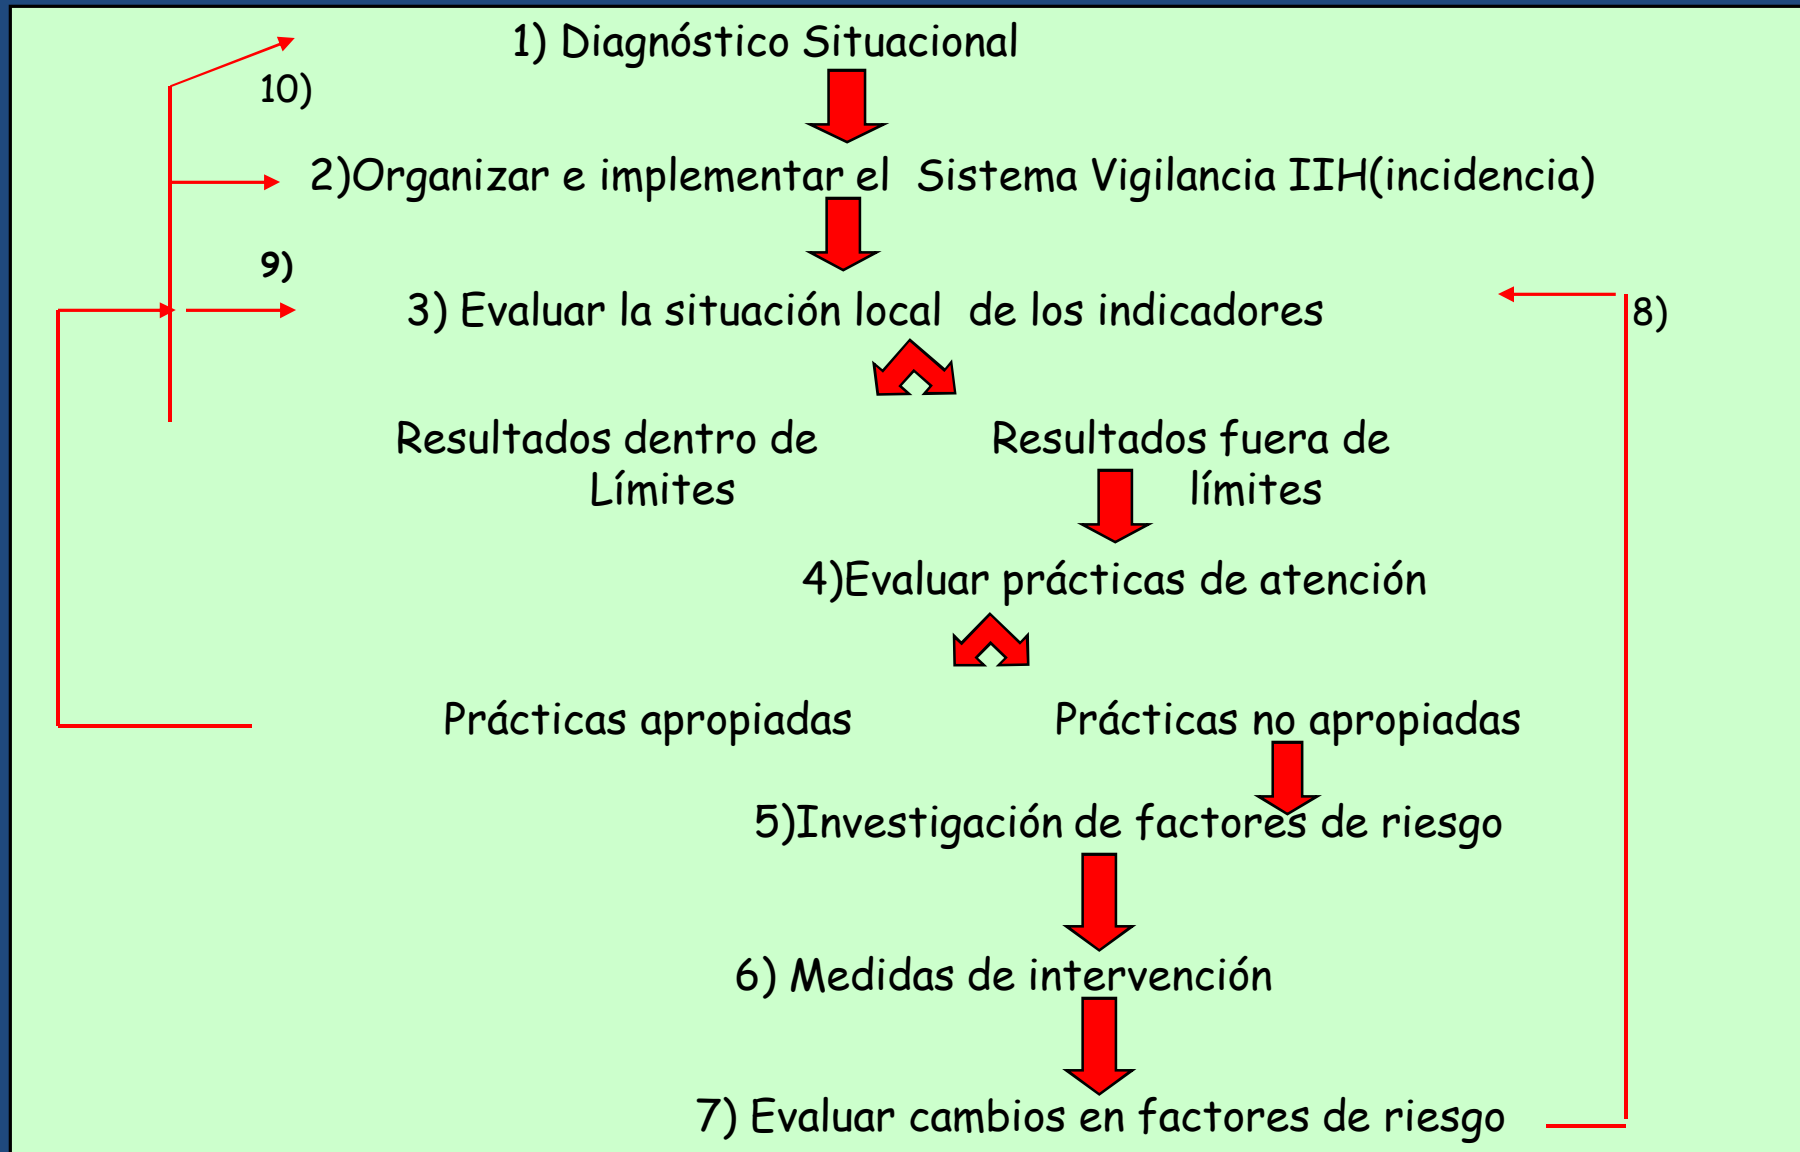 1) Diagnóstico Situacional
10)
2)Organizar e implementar el Sistema Vigilancia IIH(incidencia)
9)
3) Evaluar la situación local de los indicadores
8)
Resultados dentro de Límites
Resultados fuera de límites
4)Evaluar prácticas de atención
Prácticas apropiadas
Prácticas no apropiadas
5)Investigación de factores de riesgo
6) Medidas de intervención
7) Evaluar cambios en factores de riesgo